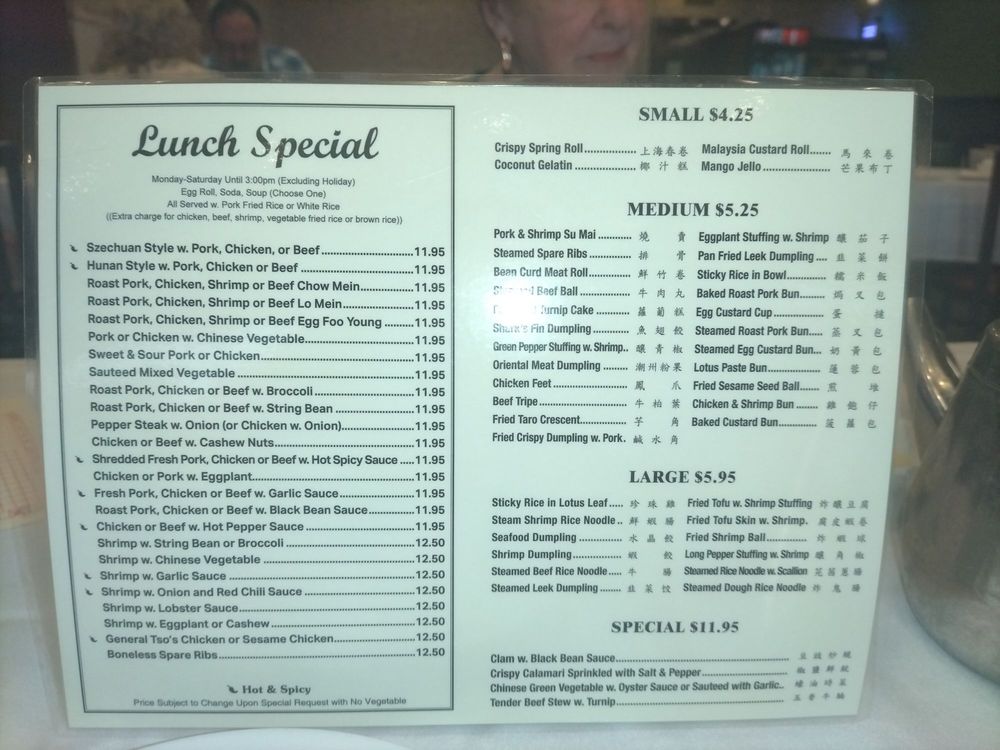 Lunch Special
Monday-Saturday Until 3:00pm (Excluding Holiday)
Egg Roll, Soda, Soup (Choose One)
All Served w. Pork Fried Rice or White Rice
((Extra charge for chicken, beef, shrimp, vegetable fried rice or brown rice))
Szechuan Style w. Pork, Chicken, or Beef 11.95
Hunan Style w. Pork, Chicken or Beef 11.95
Roast Pork, Chicken, Shrimp or Beef Chow Mein 11.95
Roast Pork, Chicken, Shrimp or Beef Lo Mein 11.95
Roast Pork, Chicken, Shrimp or Beef Egg Foo Young 11.95
Pork or Chicken w. Chinese Vegetable 11.95
Sweet & Sour Pork or Chicken 11.95
Sauteed Mixed Vegetable 11.95
Roast Pork, Chicken or Beef w. Broccoli 11.95
Roast Pork, Chicken or Beef w. String Bean 11.95
Pepper Steak w. Onion (or Chicken w. Onion) 11.95
Chicken or Beef w. Cashew Nuts 11.95
Shredded Fresh Pork, Chicken or Beef w. Hot Spicy Sauce 11.95
Chicken or Pork w. Eggplant 11.95
Fresh Pork, Chicken or Beef w. Garlic Sauce 11.95
Roast Pork, Chicken or Beef w. Black Bean Sauce 11.95
Chicken or Beef w. Hot Pepper Sauce 11.95
Shrimp w. String Bean or Broccoli 12.50
Shrimp w. Chinese Vegetable 12.50
Shrimp w. Garlic Sauce 12.50
Shrimp w. Onion and Red Chili Sauce 12.50
Shrimp w. Lobster Sauce 12.50
Shrimp w. Eggplant or Cashew 12.50
General Tso's Chicken or Sesame Chicken 12.50
Boneless Spare Ribs 12.50
Hot & Spicy
Price Subject to Change Upon Special Request with No Vegetable
SMALL $4.25
Crispy Spring Roll 上海春卷
Coconut Gelatin 椰汁糕
Malaysia Custard Roll 馬來卷
Mango Jello 芒果布丁
MEDIUM $5.25
Pork & Shrimp Su Mai 燒賣
Steamed Spare Ribs 排骨
Bean Curd Meat Roll 鮮竹卷
Beef Ball 牛肉丸
Turnip Cake 蘿蔔糕
Shark's Fin Dumpling 魚翅餃
Green Pepper Stuffing w. Shrimp 釀青椒
Oriental Meat Dumpling 潮州粉果
Chicken Feet 鳳爪
Beef Tripe 牛柏葉
Fried Taro Crescent 芋角
Fried Crispy Dumpling w. Pork 鹹水角
Eggplant Stuffing w. Shrimp 釀茄子
Pan Fried Leek Dumpling 韭菜餅
Sticky Rice in Bowl 糯米飯
Baked Roast Pork Bun 焗叉包
Egg Custard Cup 蛋撻
Steamed Roast Pork Bun 蒸叉包
Steamed Egg Custard Bun 奶黃包
Lotus Paste Bun 蓮蓉包
Fried Sesame Seed Ball 煎堆
Chicken & Shrimp Bun 雞飽仔
Baked Custard Bun 菠蘿包
LARGE $5.95
Sticky Rice in Lotus Leaf 珍珠雞
Steam Shrimp Rice Noodle 鮮蝦腸
Seafood Dumpling 水晶餃
Shrimp Dumpling 蝦餃
Steamed Beef Rice Noodle 牛腸
Steamed Leek Dumpling 韭菜饺
Fried Tofu w. Shrimp Stuffing 炸釀豆腐
Fried Tofu Skin w. Shrimp 腐皮蝦卷
Fried Shrimp Ball 炸蝦球
Long Pepper Stuffing w. Shrimp 釀角椒
Steamed Rice Noodle w. Scallion 芫茜蔥腸
Steamed Dough Rice Noodle 炸鬼腸
SPECIAL $11.95
Clam w. Black Bean Sauce 豆豉炒蜆
Crispy Calamari Sprinkled with Salt & Pepper 椒鹽鮮魷
Chinese Green Vegetable w. Oyster Sauce or Sauteed with Garlic 蠔油時菜
Tender Beef Stew w. Turnip 五香牛腩